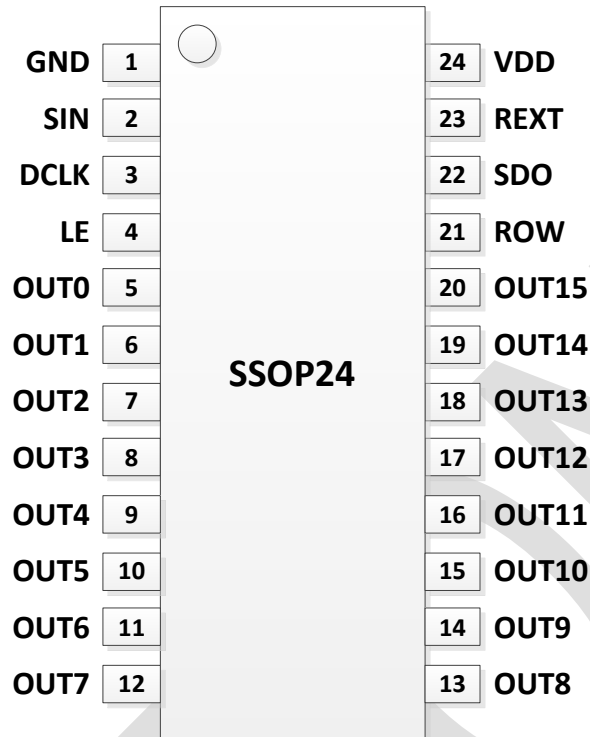 GND 1 24 VDD
SIN 2 23 REXT
DCLK 3 22 SDO
LE 4 21 ROW
OUT0 5 20 OUT15
OUT1 6 19 OUT14
SSOP24
OUT2 7 18 OUT13
OUT3 8 17 OUT12
OUT4 9 16 OUT11
OUT5 10 15 OUT10
OUT6 11 14 OUT9
OUT7 12 13 OUT8